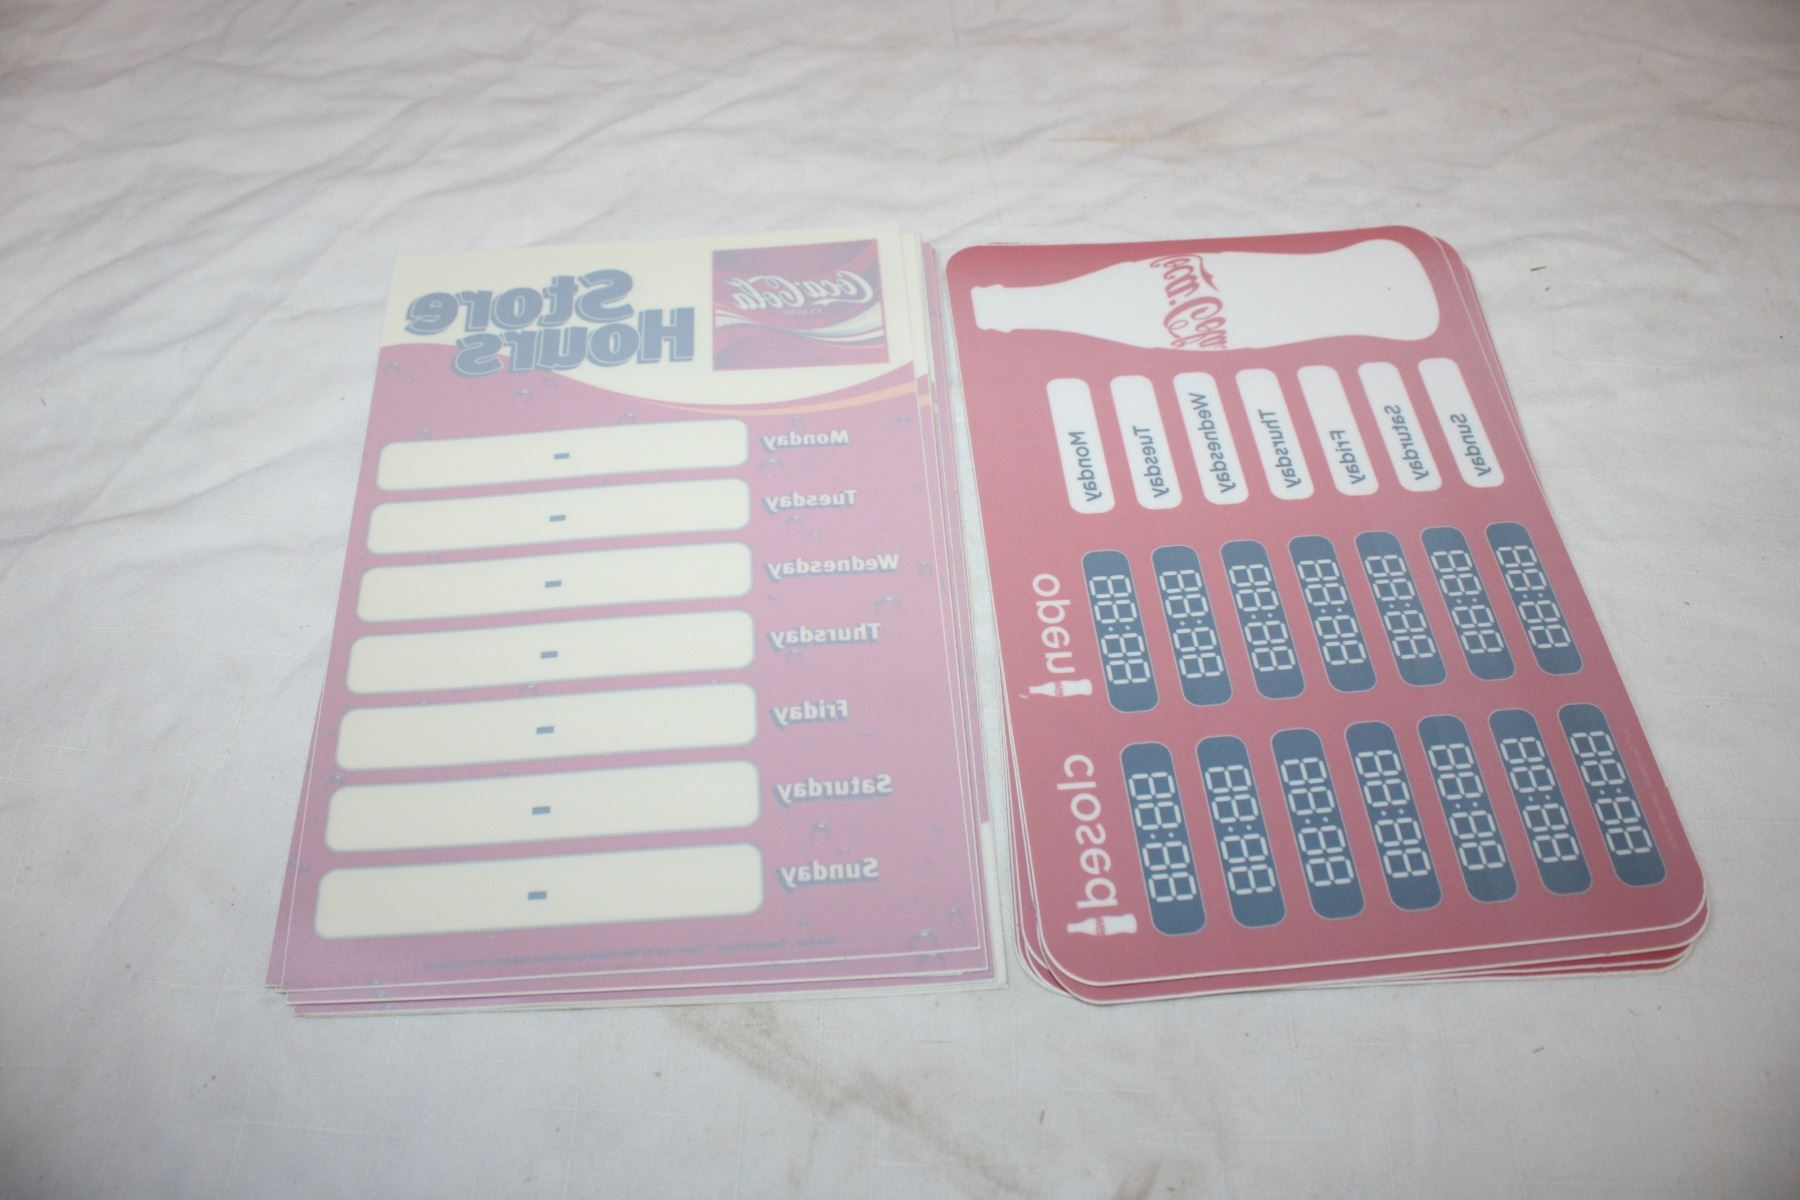 Store
Hours
Coca-Cola
CLASSIC
Monday -
Tuesday -
Wednesday -
Thursday -
Friday -
Saturday -
Sunday -
Coca-Cola
Monday
Tuesday
Wendsesday
Thursday
Friday
Saturday
Sunday
open
88:88
88:88
88:88
88:88
88:88
88:88
88:88
closed
88:88
88:88
88:88
88:88
88:88
88:88
88:88